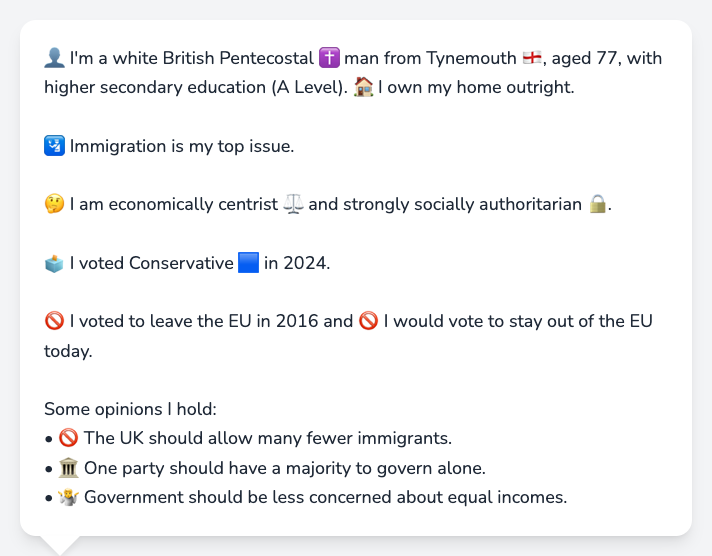 👤 I'm a white British Pentecostal ✝️ man from Tynemouth 🏴󠁧󠁢󠁥󠁮󠁧󠁿, aged 77, with
higher secondary education (A Level). 🏠 I own my home outright.
🛂 Immigration is my top issue.
🤔 I am economically centrist ⚖️ and strongly socially authoritarian 🔒.
🗳️ I voted Conservative 🟦 in 2024.
🚫 I voted to leave the EU in 2016 and 🚫 I would vote to stay out of the EU
today.
Some opinions I hold:
• 🚫 The UK should allow many fewer immigrants.
• 🏛️ One party should have a majority to govern alone.
• 🤷 Government should be less concerned about equal incomes.